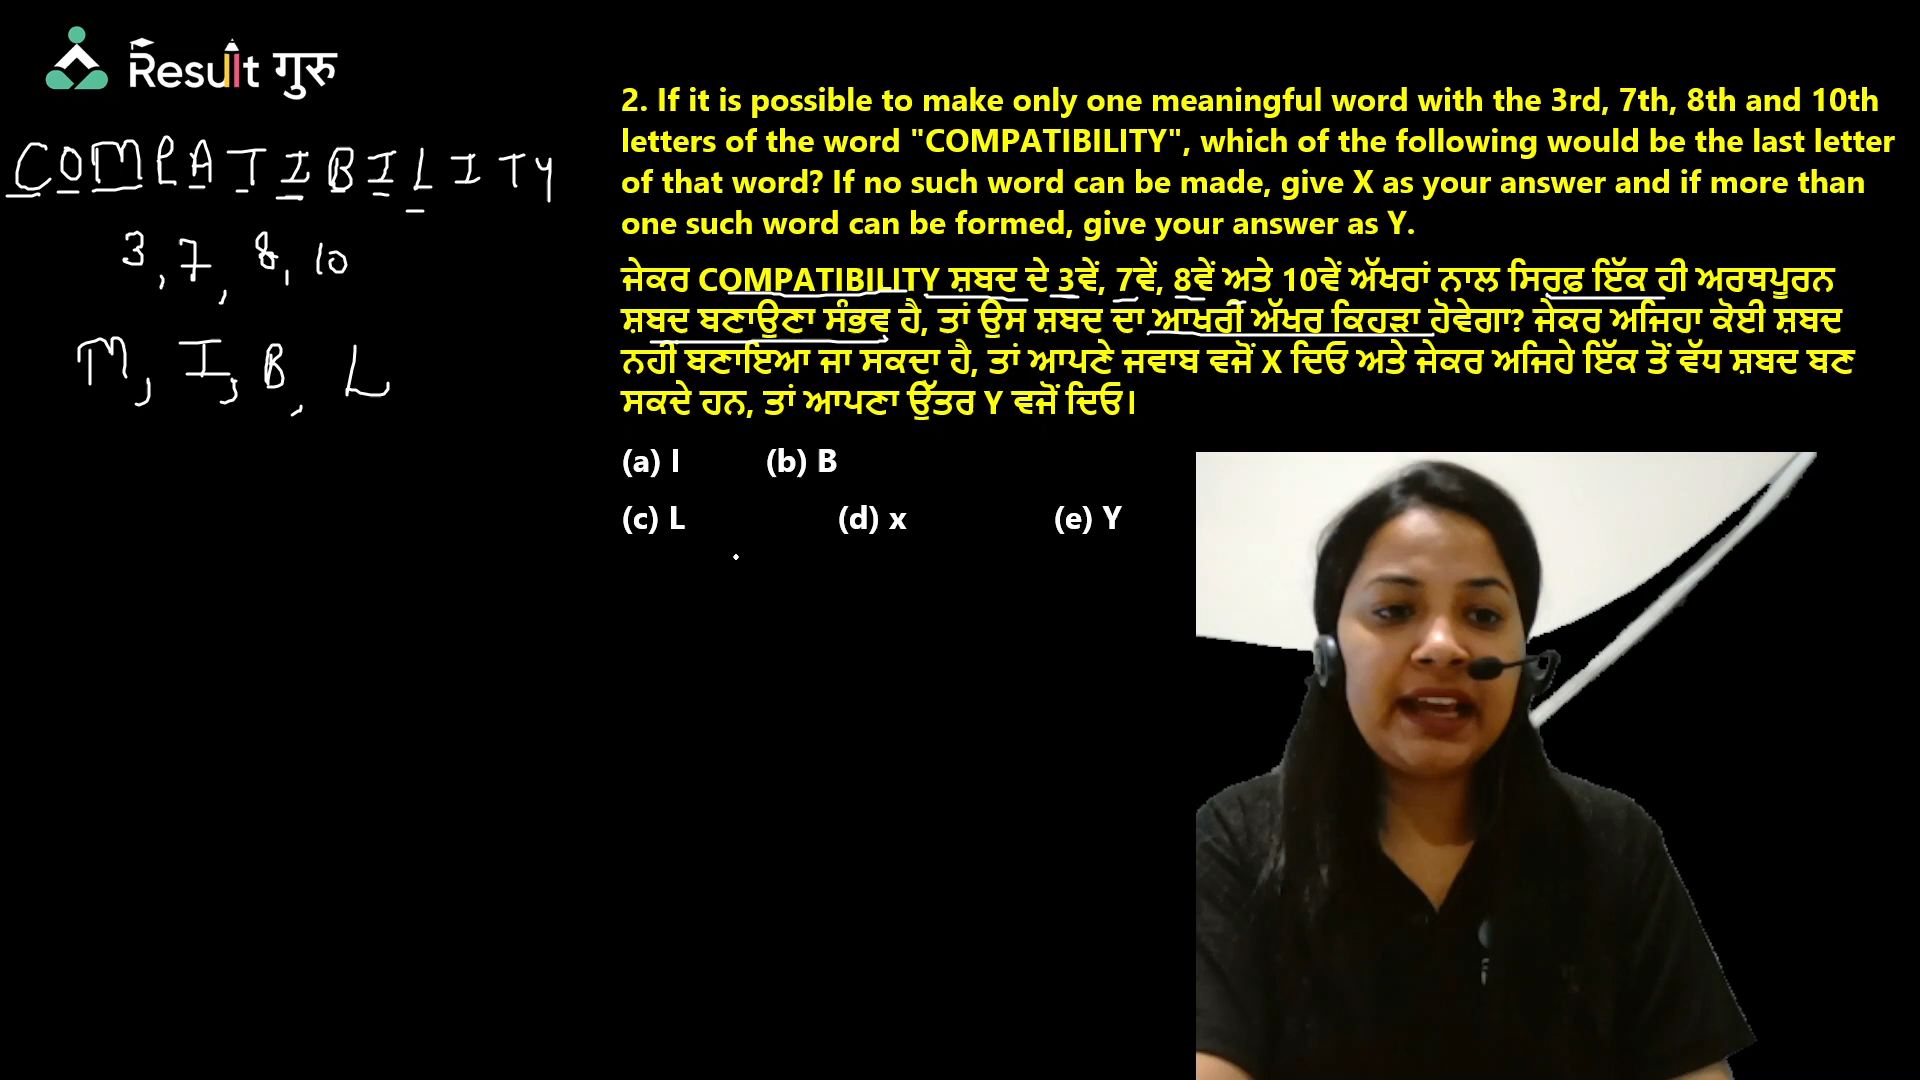 Result गुरु
COMPATIBILITY
3, 7, 8, 10
M, I, B, L
2. If it is possible to make only one meaningful word with the 3rd, 7th, 8th and 10th
letters of the word "COMPATIBILITY", which of the following would be the last letter
of that word? If no such word can be made, give X as your answer and if more than
one such word can be formed, give your answer as Y.
ਜੇਕਰ COMPATIBILITY ਸ਼ਬਦ ਦੇ 3ਵੇਂ, 7ਵੇਂ, 8ਵੇਂ ਅਤੇ 10ਵੇਂ ਅੱਖਰਾਂ ਨਾਲ ਸਿਰਫ਼ ਇੱਕ ਹੀ ਅਰਥਪੂਰਨ
ਸ਼ਬਦ ਬਣਾਉਣਾ ਸੰਭਵ ਹੈ, ਤਾਂ ਉਸ ਸ਼ਬਦ ਦਾ ਆਖਰੀ ਅੱਖਰ ਕਿਹੜਾ ਹੋਵੇਗਾ? ਜੇਕਰ ਅਜਿਹਾ ਕੋਈ ਸ਼ਬਦ
ਨਹੀਂ ਬਣਾਇਆ ਜਾ ਸਕਦਾ ਹੈ, ਤਾਂ ਆਪਣੇ ਜਵਾਬ ਵਜੋਂ X ਦਿਓ ਅਤੇ ਜੇਕਰ ਅਜਿਹੇ ਇੱਕ ਤੋਂ ਵੱਧ ਸ਼ਬਦ ਬਣ
ਸਕਦੇ ਹਨ, ਤਾਂ ਆਪਣਾ ਉੱਤਰ Y ਵਜੋਂ ਦਿਓ।
(a) l (b) B
(c) L (d) x (e) Y